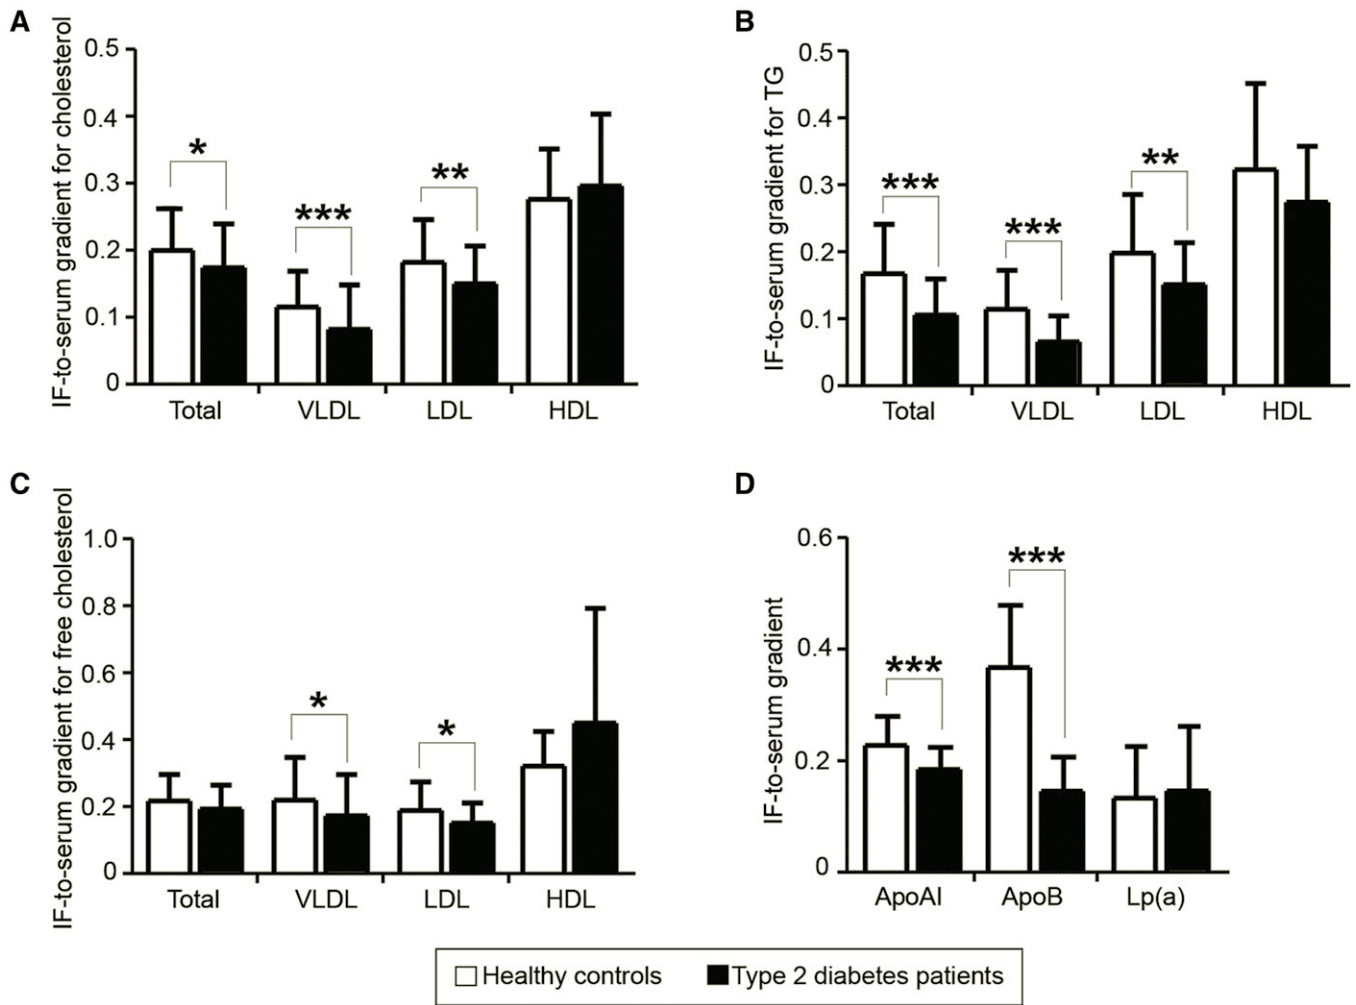 A
IF-to-serum gradient for cholesterol
0.5
0.4
0.3
0.2
0.1
0
*
***
**
Total VLDL LDL HDL
B
IF-to-serum gradient for TG
0.5
0.4
0.3
0.2
0.1
0
***
***
**
Total VLDL LDL HDL
C
IF-to-serum gradient for free cholesterol
1.0
0.8
0.6
0.4
0.2
0
*
*
Total VLDL LDL HDL
D
IF-to-serum gradient
0.6
0.4
0.2
0
***
***
ApoAI ApoB Lp(a)
Healthy controls Type 2 diabetes patients